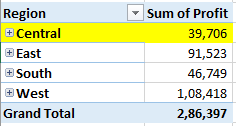 Region Sum of Profit
Central 39,706
East 91,523
South 46,749
West 1,08,418
Grand Total 2,86,397